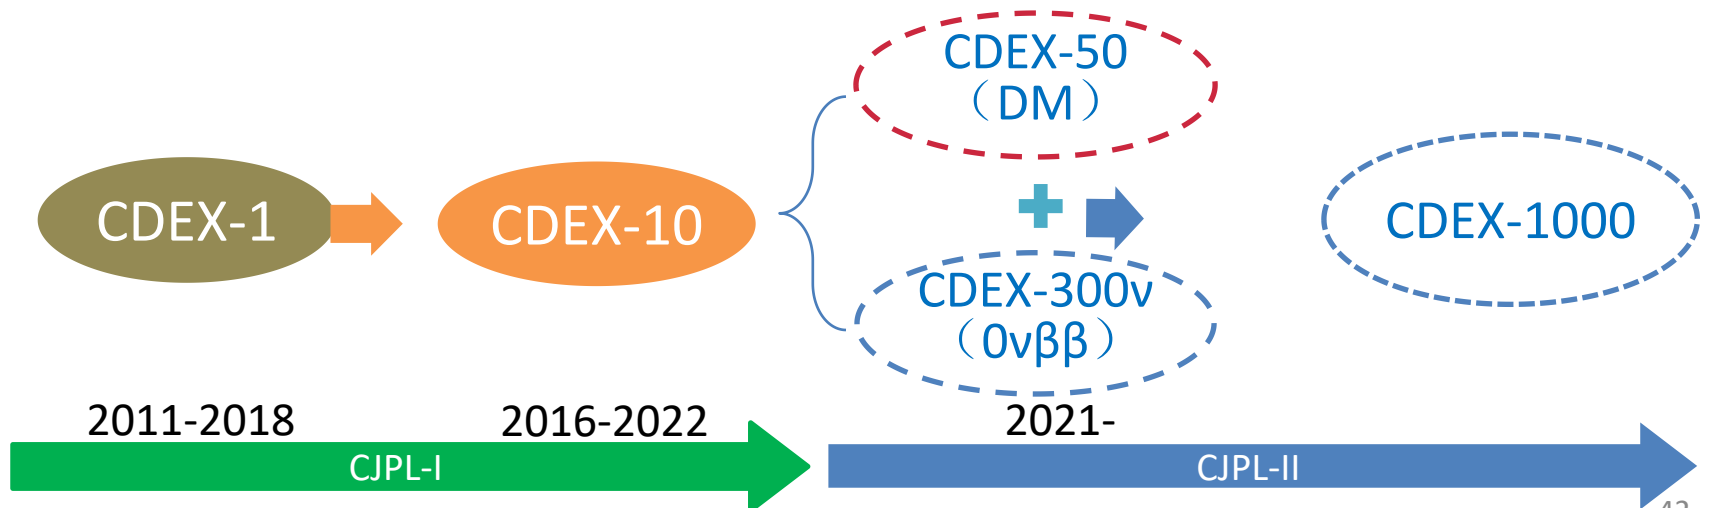 CDEX-50
（DM）
CDEX-1
CDEX-10
CDEX-300ν
（0νββ）
CDEX-1000
2011-2018
2016-2022
2021-
CJPL-I
CJPL-II